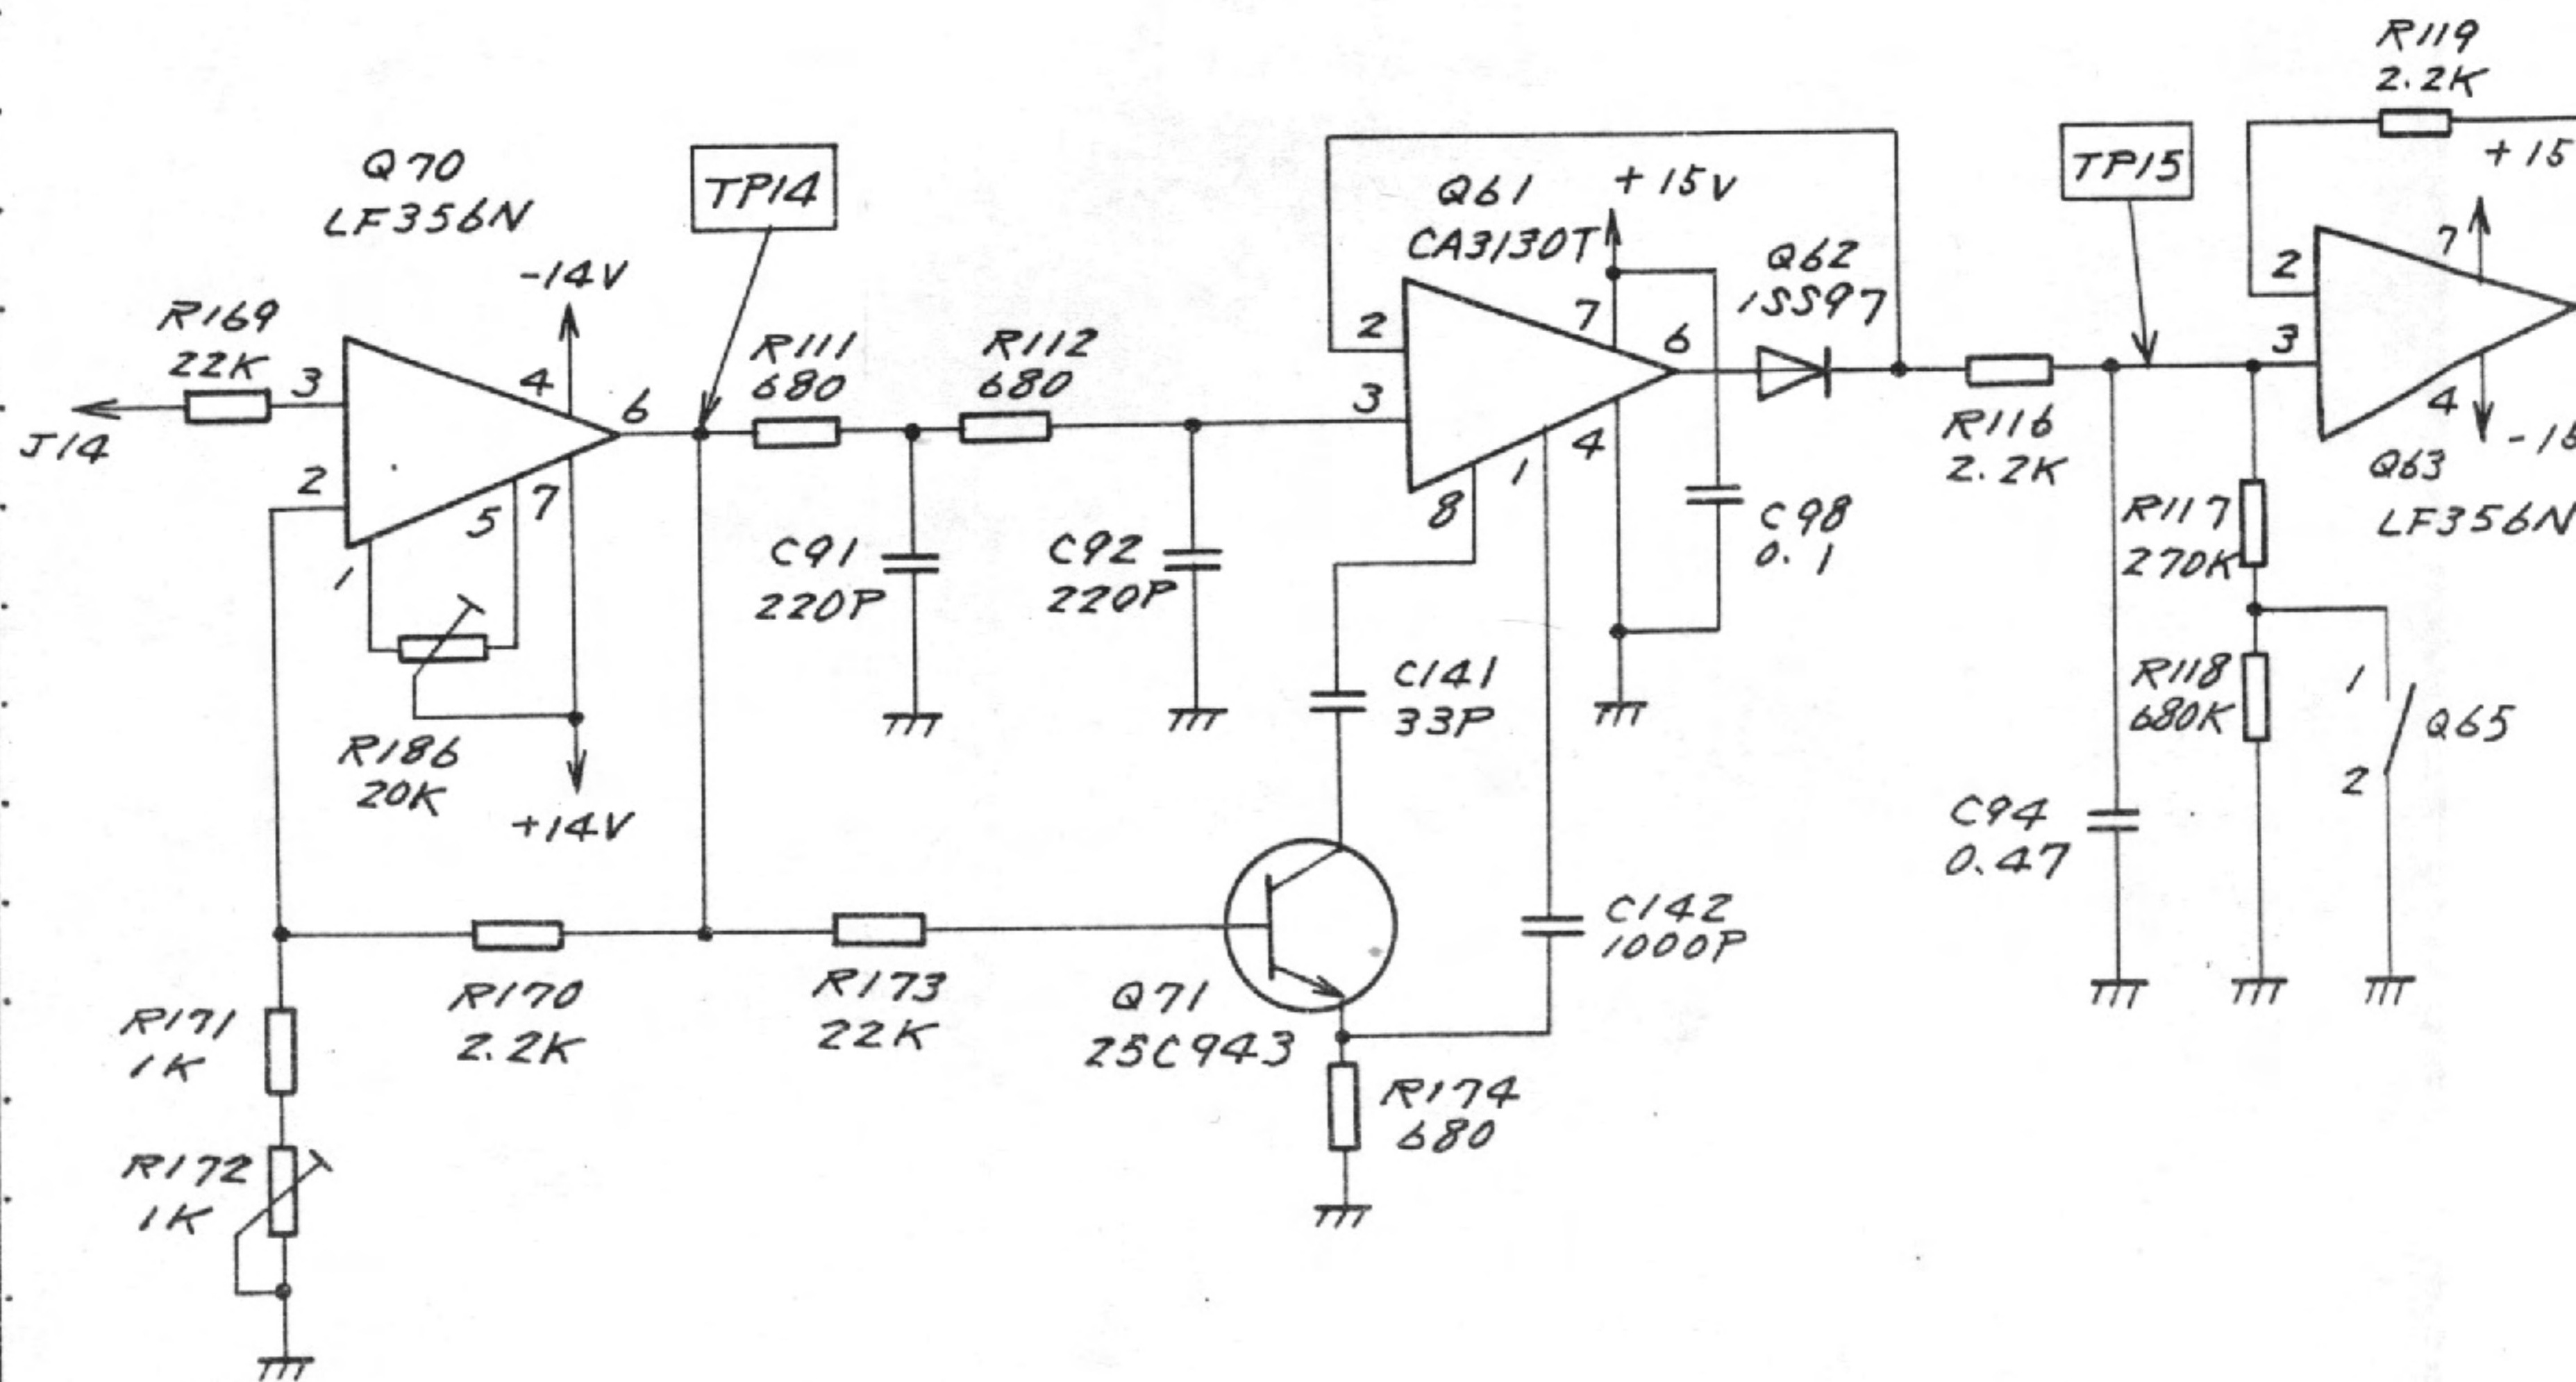 R119
2.2K
+15
Q70
LF356N
TP14
Q61
CA3130T
+15V
TP15
-14V
Q62
1SS97
7
2
3
4
-15
Q63
LF356N
R169
22K
J14
3
2
4
6
5
7
1
R111
680
R112
680
2
3
7
6
8
1
4
R116
2.2K
C91
220P
C92
220P
C98
0.1
R117
270K
R186
20K
+14V
C141
33P
R118
680K
1
2
Q65
C94
0.47
R171
1K
R170
2.2K
R173
22K
Q71
2SC943
C142
1000P
R172
1K
R174
680